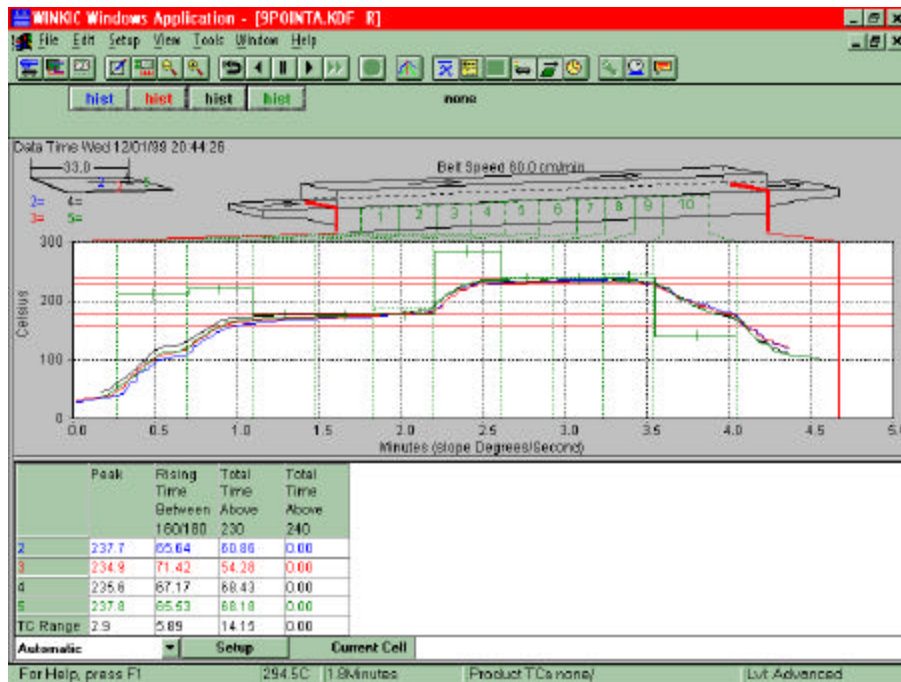 WINKIC Windows Application - [9POINTA.KDF R]
File Edit Setup View Tools Window Help
hist hist hist hist none
Data Time Wed 12/01/99 20:44:26
33.0
Belt Speed 60.0 cm/min
2= 4=
3= 5=
1 2 3 4 5 6 7 8 9 10
300
200
100
0
Celsius
0.0 0.5 1.0 1.5 2.0 2.5 3.0 3.5 4.0 4.5 5.0
Minutes (slope Degrees/Second)
Peak Rising Time Between 160/180 Total Time Above 230 Total Time Above 240
2 237.7 65.64 60.86 0.00
3 234.9 71.42 54.28 0.00
4 235.6 67.17 68.43 0.00
5 237.8 65.53 68.18 0.00
TC Range 2.9 5.89 14.15 0.00
Automatic Setup Current Cell
For Help, press F1 294.5C 1.9Minutes Product TCs none/ Lvt Advanced